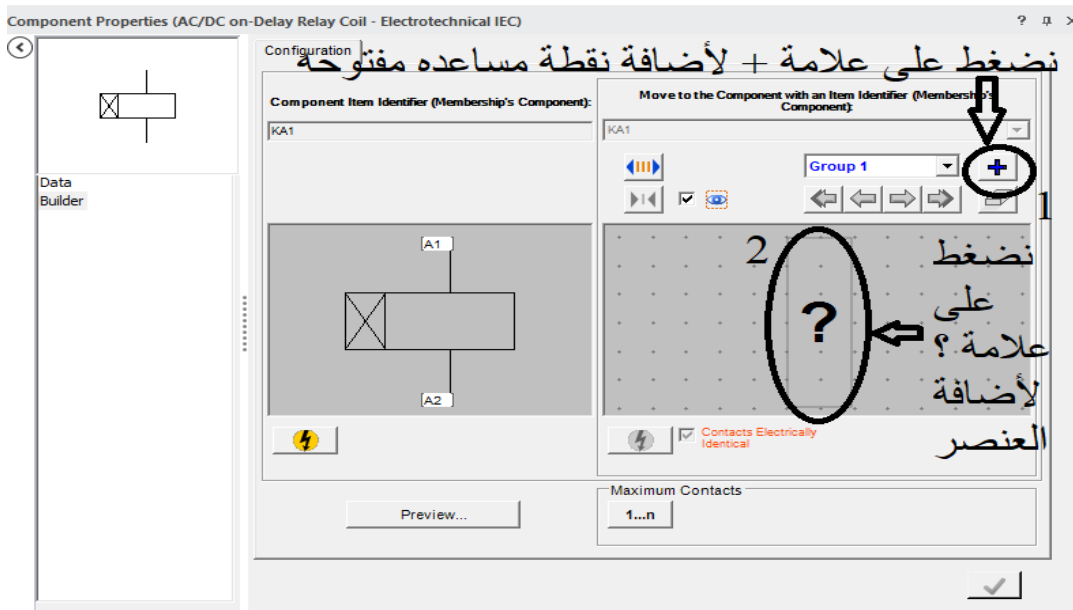 Component Properties (AC/DC on-Delay Relay Coil - Electrotechnical IEC)
Configuration
نضغط على علامة + لأضافة نقطة مساعده مفتوحة
Component Item Identifier (Membership's Component):
Move to the Component with an Item Identifier (Membership's
Component):
KA1
KA1
Group 1
+
Data
Builder
1
A1
2
نضغط
على
علامة ؟
لأضافة
العنصر
?
A2
Contacts Electrically
Identical
Maximum Contacts
Preview...
1...n